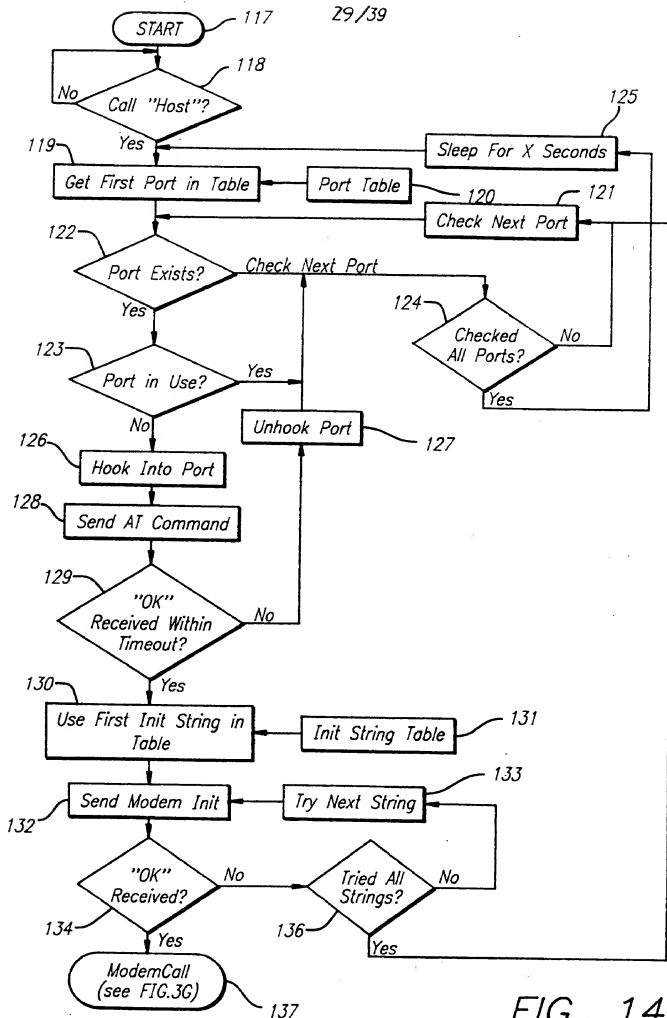 29/39
START
117
118
No
Call "Host"?
125
Yes
Sleep For X Seconds
119
Get First Port in Table
Port Table
120
121
Check Next Port
122
Port Exists?
Check Next Port
Yes
124
Checked
All Ports?
No
123
Port in Use?
Yes
Yes
No
Unhook Port
127
126
Hook Into Port
128
Send AT Command
129
"OK"
Received Within
Timeout?
No
Yes
130
Use First Init String in
Table
Init String Table
131
133
Send Modem Init
Try Next String
132
"OK"
Received?
No
Tried All
Strings?
No
134
136
Yes
Yes
ModemCall
(see FIG.3G)
137
FIG. 14